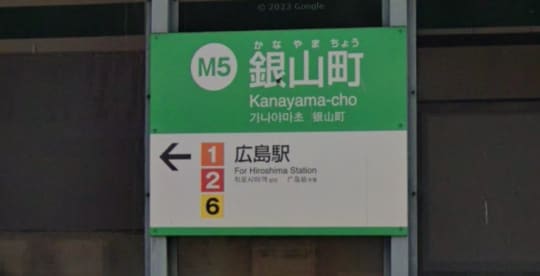 © 2023 Google
かなやまちょう
M5 銀山町
Kanayama-cho
가나야마초 银山町
← 1 広島駅
2 For Hiroshima Station
6